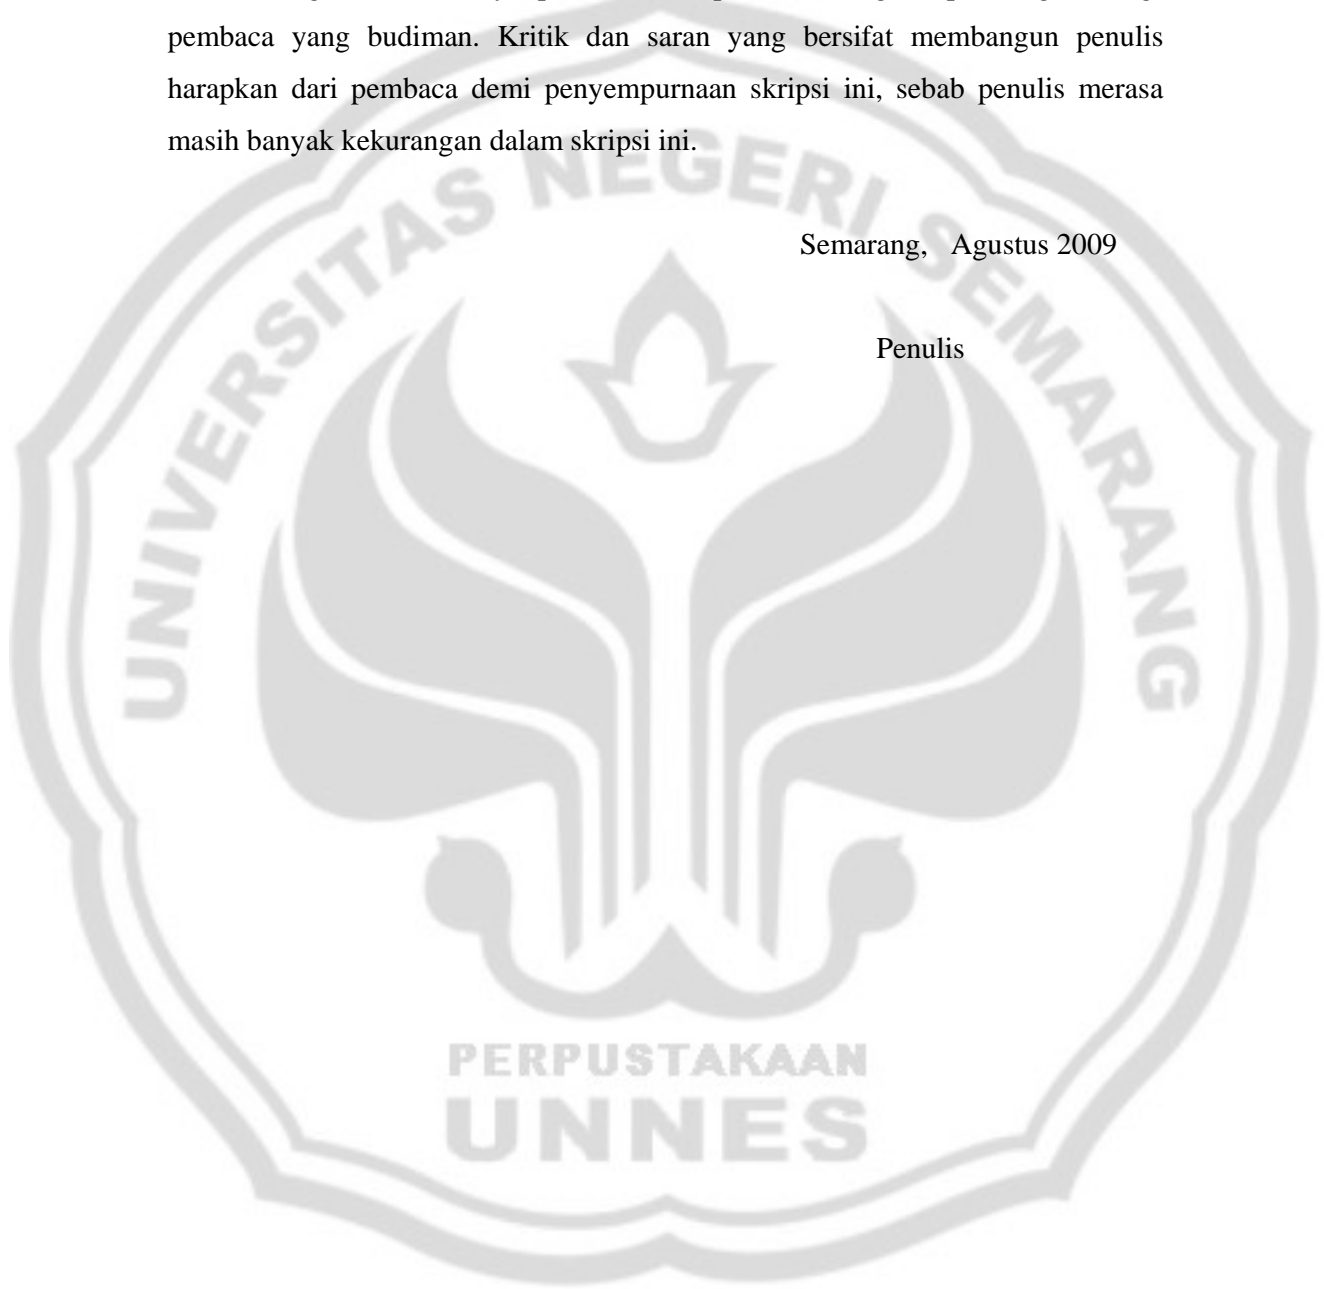 pembaca yang budiman. Kritik dan saran yang bersifat membangun penulis
harapkan dari pembaca demi penyempurnaan skripsi ini, sebab penulis merasa
masih banyak kekurangan dalam skripsi ini.
Semarang, Agustus 2009
Penulis
UNIVERSITAS NEGERI SEMARANG
PERPUSTAKAAN
UNNES